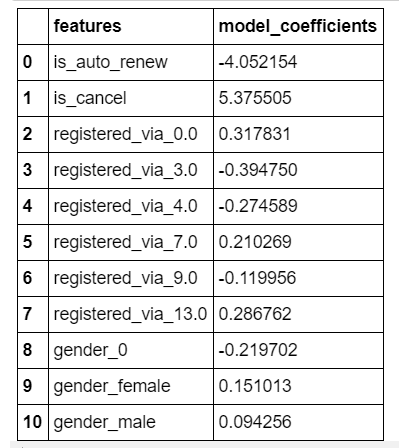 features model_coefficients
0 is_auto_renew -4.052154
1 is_cancel 5.375505
2 registered_via_0.0 0.317831
3 registered_via_3.0 -0.394750
4 registered_via_4.0 -0.274589
5 registered_via_7.0 0.210269
6 registered_via_9.0 -0.119956
7 registered_via_13.0 0.286762
8 gender_0 -0.219702
9 gender_female 0.151013
10 gender_male 0.094256